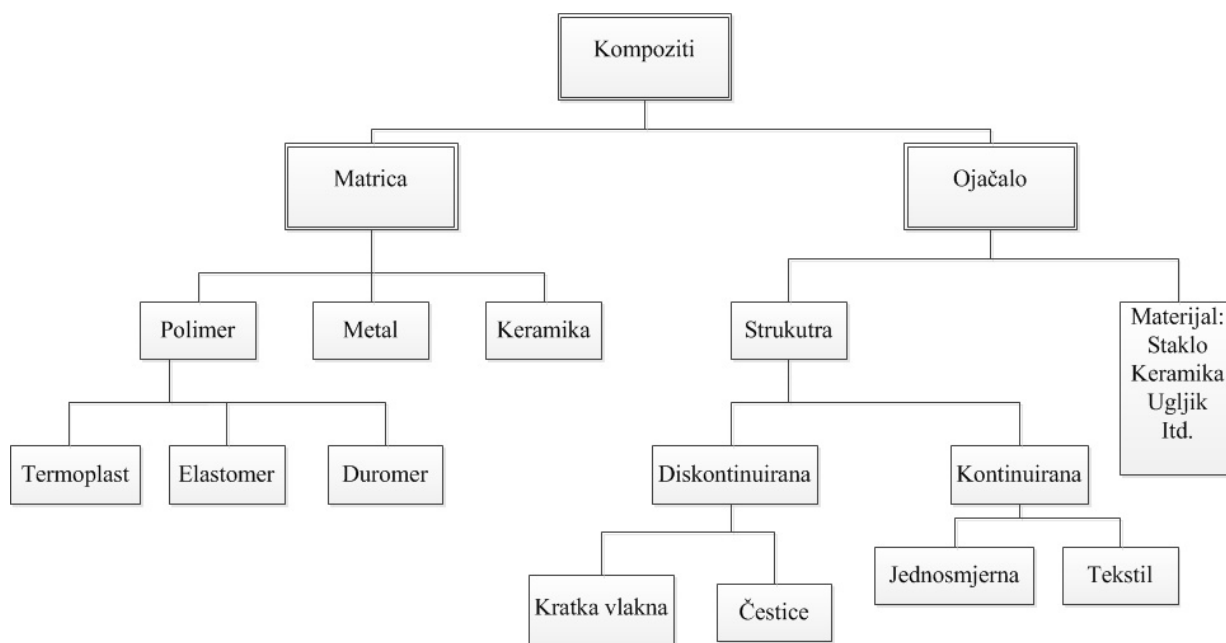 Kompoziti
Matrica
Ojačalo
Polimer
Metal
Keramika
Strukutra
Materijal:
Staklo
Keramika
Ugljik
Itd.
Termoplast
Elastomer
Duromer
Diskontinuirana
Kontinuirana
Kratka vlakna
Čestice
Jednosmjerna
Tekstil